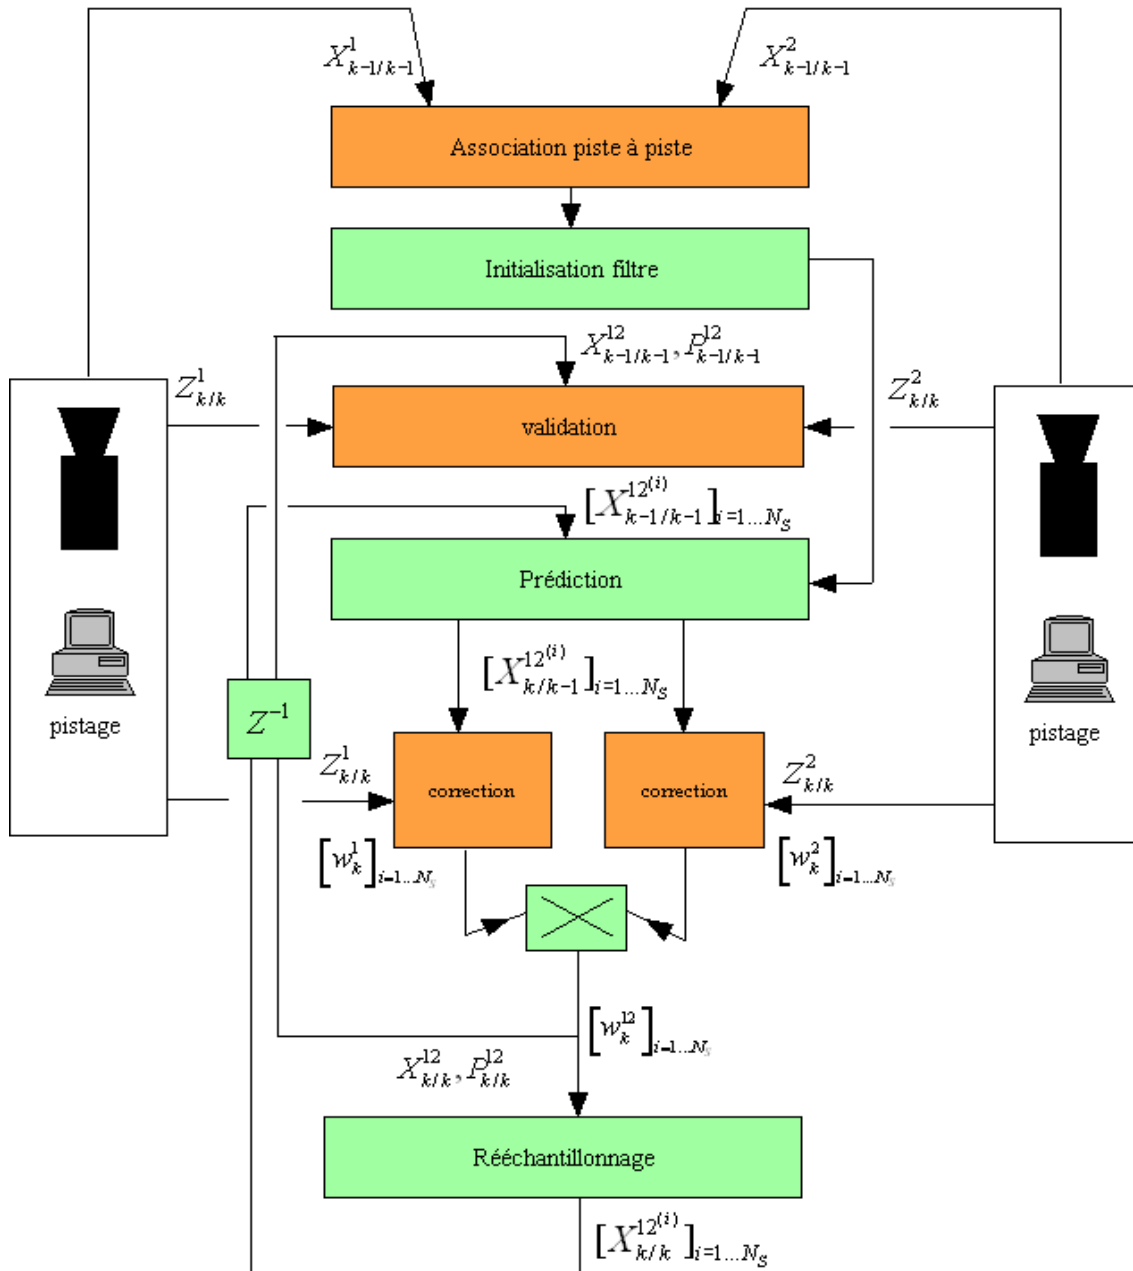 X^1_{k-1/k-1}
X^2_{k-1/k-1}
Association piste à piste
Initialisation filtre
X^{12}_{k-1/k-1}, P^{12}_{k-1/k-1}
Z^1_{k/k}
Z^2_{k/k}
validation
[X^{12^{(i)}}_{k-1/k-1}]_{i=1...N_S}
Prédiction
[X^{12^{(i)}}_{k/k-1}]_{i=1...N_S}
pistage
Z^{-1}
pistage
Z^1_{k/k}
Z^2_{k/k}
correction
correction
[w^1_k]_{i=1...N_S}
[w^2_k]_{i=1...N_S}
[w^{12}_k]_{i=1...N_S}
X^{12}_{k/k}, P^{12}_{k/k}
Rééchantillonnage
[X^{12^{(i)}}_{k/k}]_{i=1...N_S}